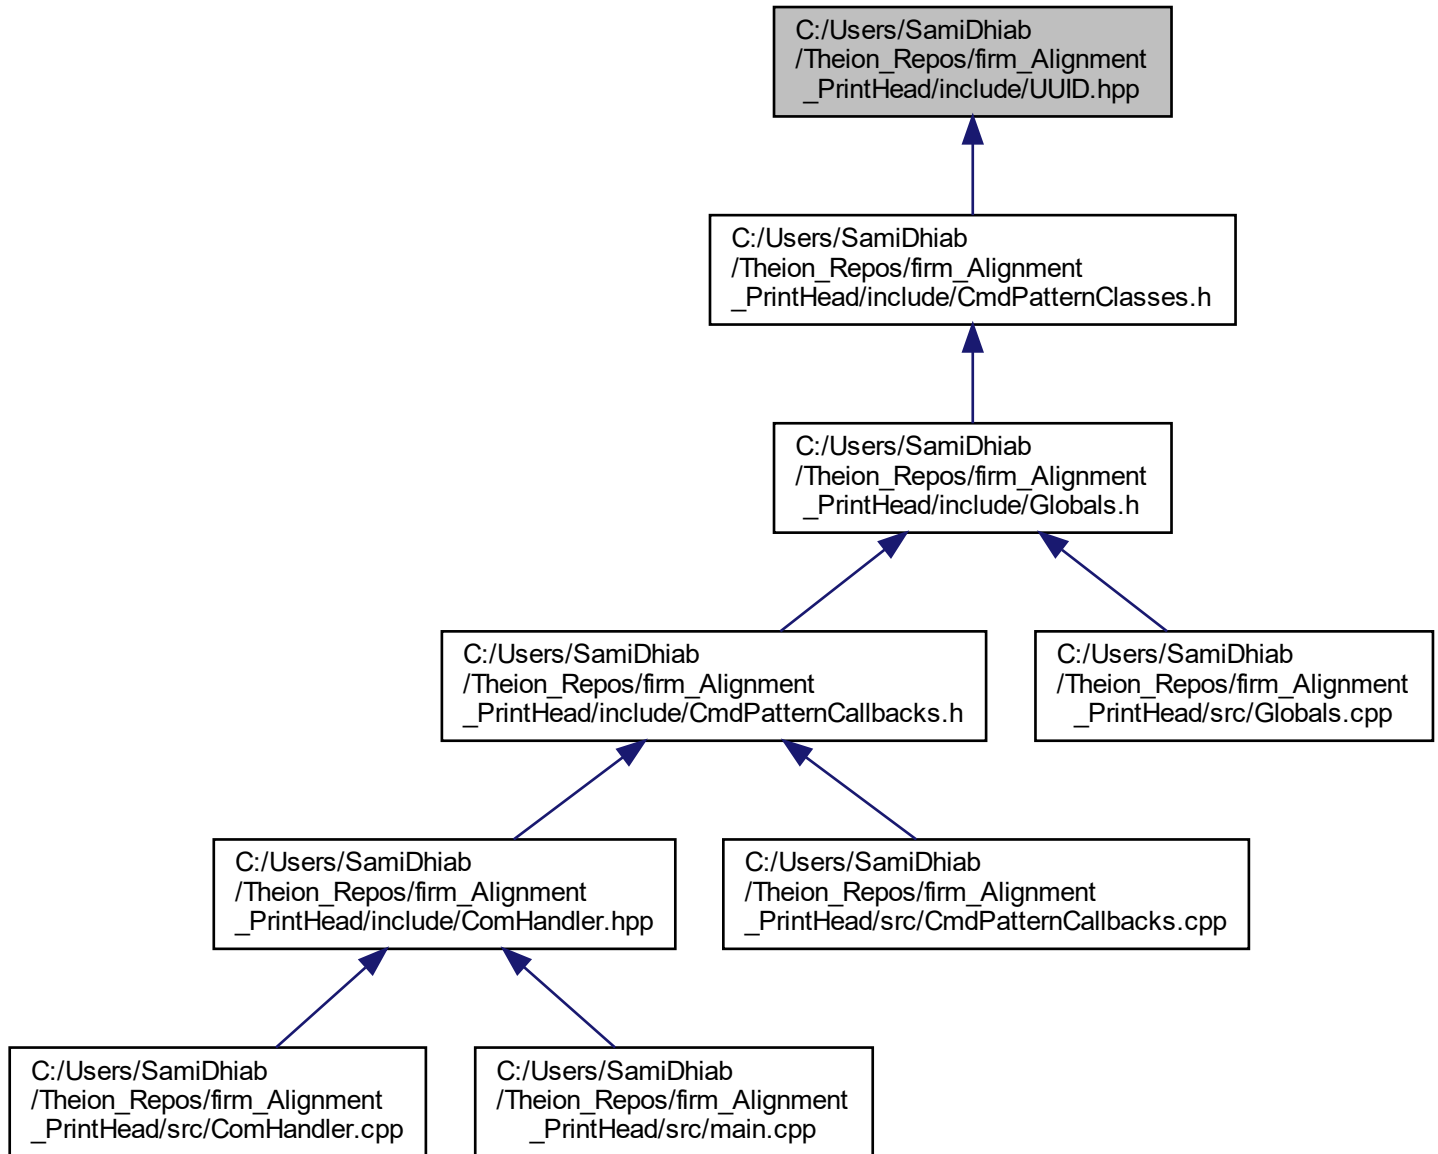 C:/Users/SamiDhiab
/Theion_Repos/firm_Alignment
_PrintHead/include/UUID.hpp
C:/Users/SamiDhiab
/Theion_Repos/firm_Alignment
_PrintHead/include/CmdPatternClasses.h
C:/Users/SamiDhiab
/Theion_Repos/firm_Alignment
_PrintHead/include/Globals.h
C:/Users/SamiDhiab
/Theion_Repos/firm_Alignment
_PrintHead/include/CmdPatternCallbacks.h
C:/Users/SamiDhiab
/Theion_Repos/firm_Alignment
_PrintHead/src/Globals.cpp
C:/Users/SamiDhiab
/Theion_Repos/firm_Alignment
_PrintHead/include/ComHandler.hpp
C:/Users/SamiDhiab
/Theion_Repos/firm_Alignment
_PrintHead/src/CmdPatternCallbacks.cpp
C:/Users/SamiDhiab
/Theion_Repos/firm_Alignment
_PrintHead/src/ComHandler.cpp
C:/Users/SamiDhiab
/Theion_Repos/firm_Alignment
_PrintHead/src/main.cpp